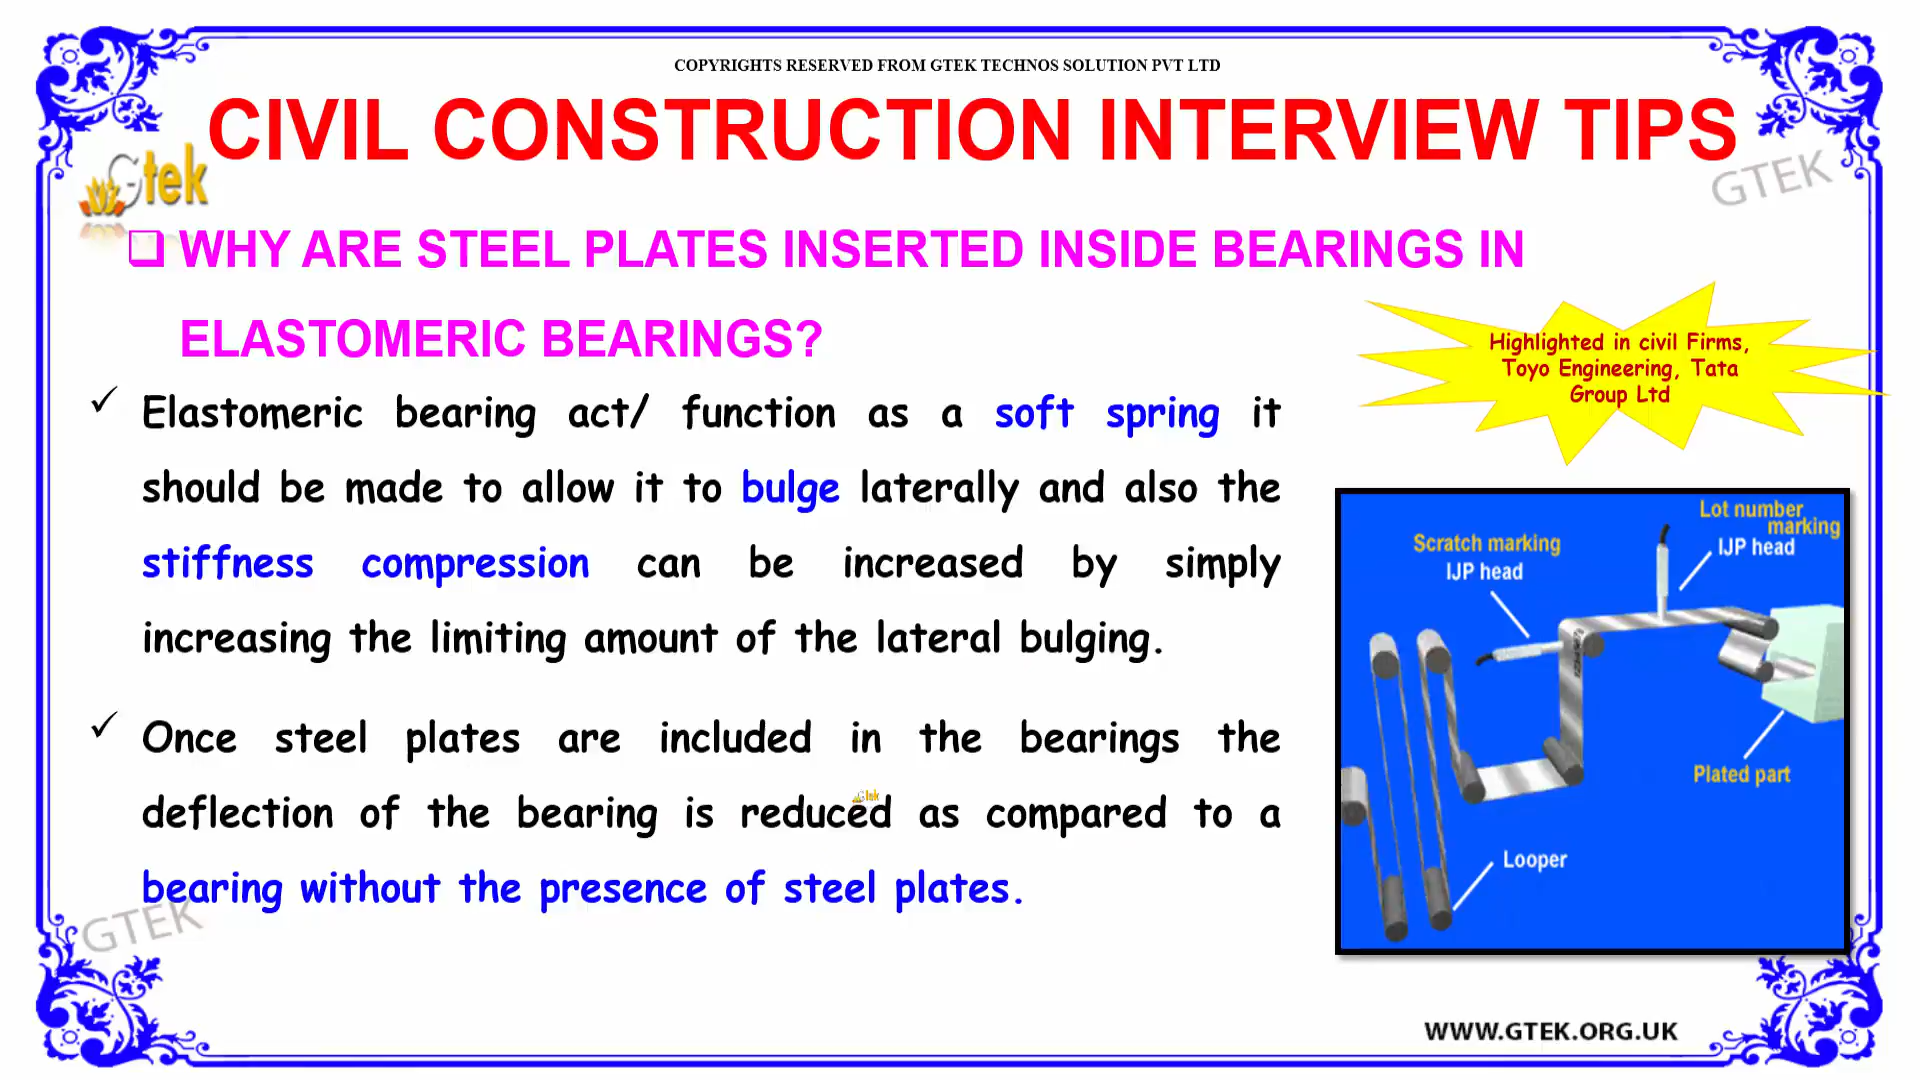 COPYRIGHTS RESERVED FROM GTEK TECHNOS SOLUTION PVT LTD
CIVIL CONSTRUCTION INTERVIEW TIPS
Gtek
GTEK
WHY ARE STEEL PLATES INSERTED INSIDE BEARINGS IN
ELASTOMERIC BEARINGS?
Highlighted in civil Firms,
Toyo Engineering, Tata
Group Ltd
Elastomeric bearing act/ function as a soft spring it
should be made to allow it to bulge laterally and also the
stiffness compression can be increased by simply
increasing the limiting amount of the lateral bulging.
Once steel plates are included in the bearings the
deflection of the bearing is reduced as compared to a
bearing without the presence of steel plates.
Gtek
Lot number
marking
IJP head
Scratch marking
IJP head
Plated part
Looper
GTEK
WWW.GTEK.ORG.UK